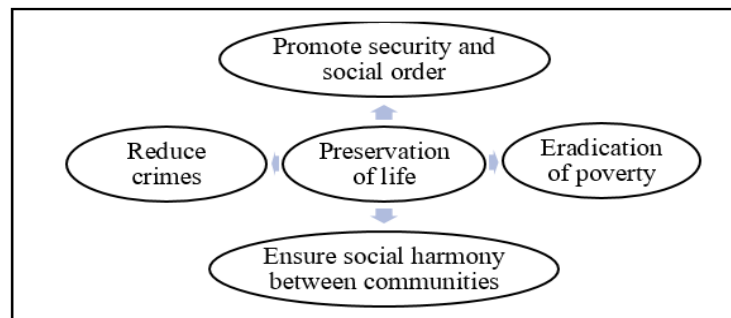 Promote security and
social order
Reduce
crimes
Preservation
of life
Eradication
of poverty
Ensure social harmony
between communities